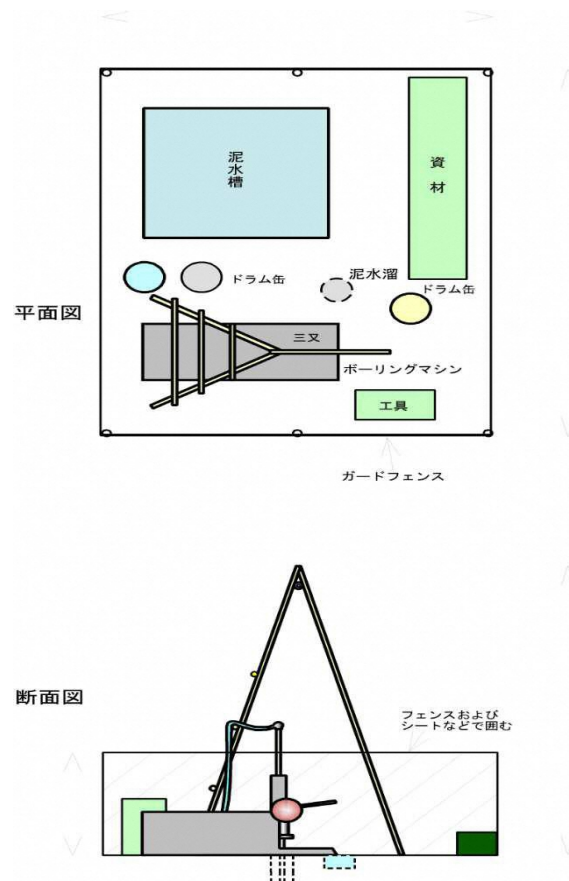 泥水槽
資材
ドラム缶
泥水溜
ドラム缶
平面図
三又
ボーリングマシン
工具
ガードフェンス
断面図
フェンスおよび
シートなどで囲む